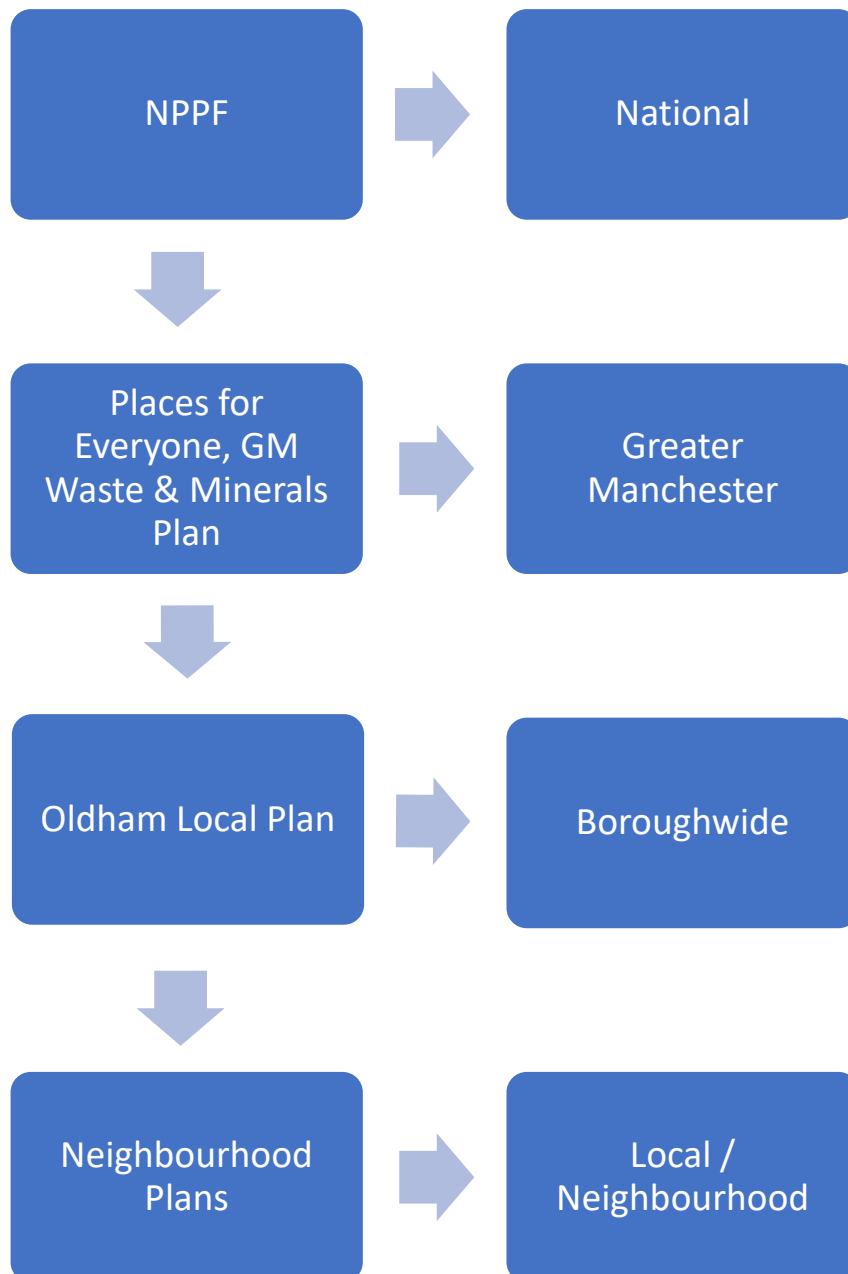 NPPF
National
Places for
Everyone, GM
Waste & Minerals
Plan
Greater
Manchester
Oldham Local Plan
Boroughwide
Neighbourhood
Plans
Local /
Neighbourhood